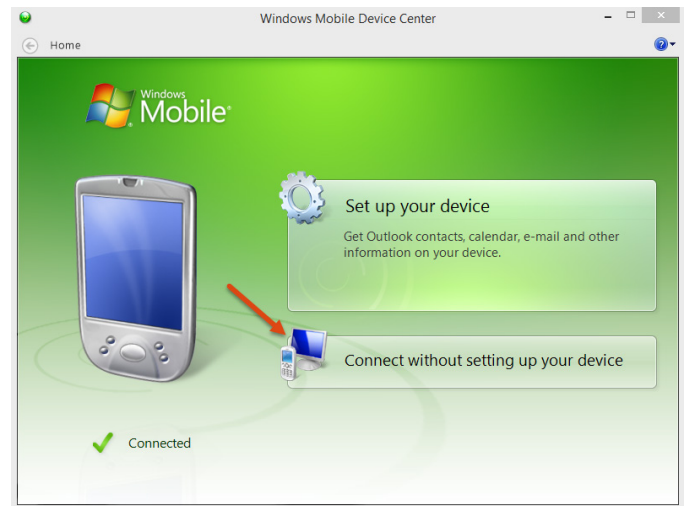 Windows Mobile Device Center
Home
Windows
Mobile®
Set up your device
Get Outlook contacts, calendar, e-mail and other
information on your device.
Connect without setting up your device
Connected